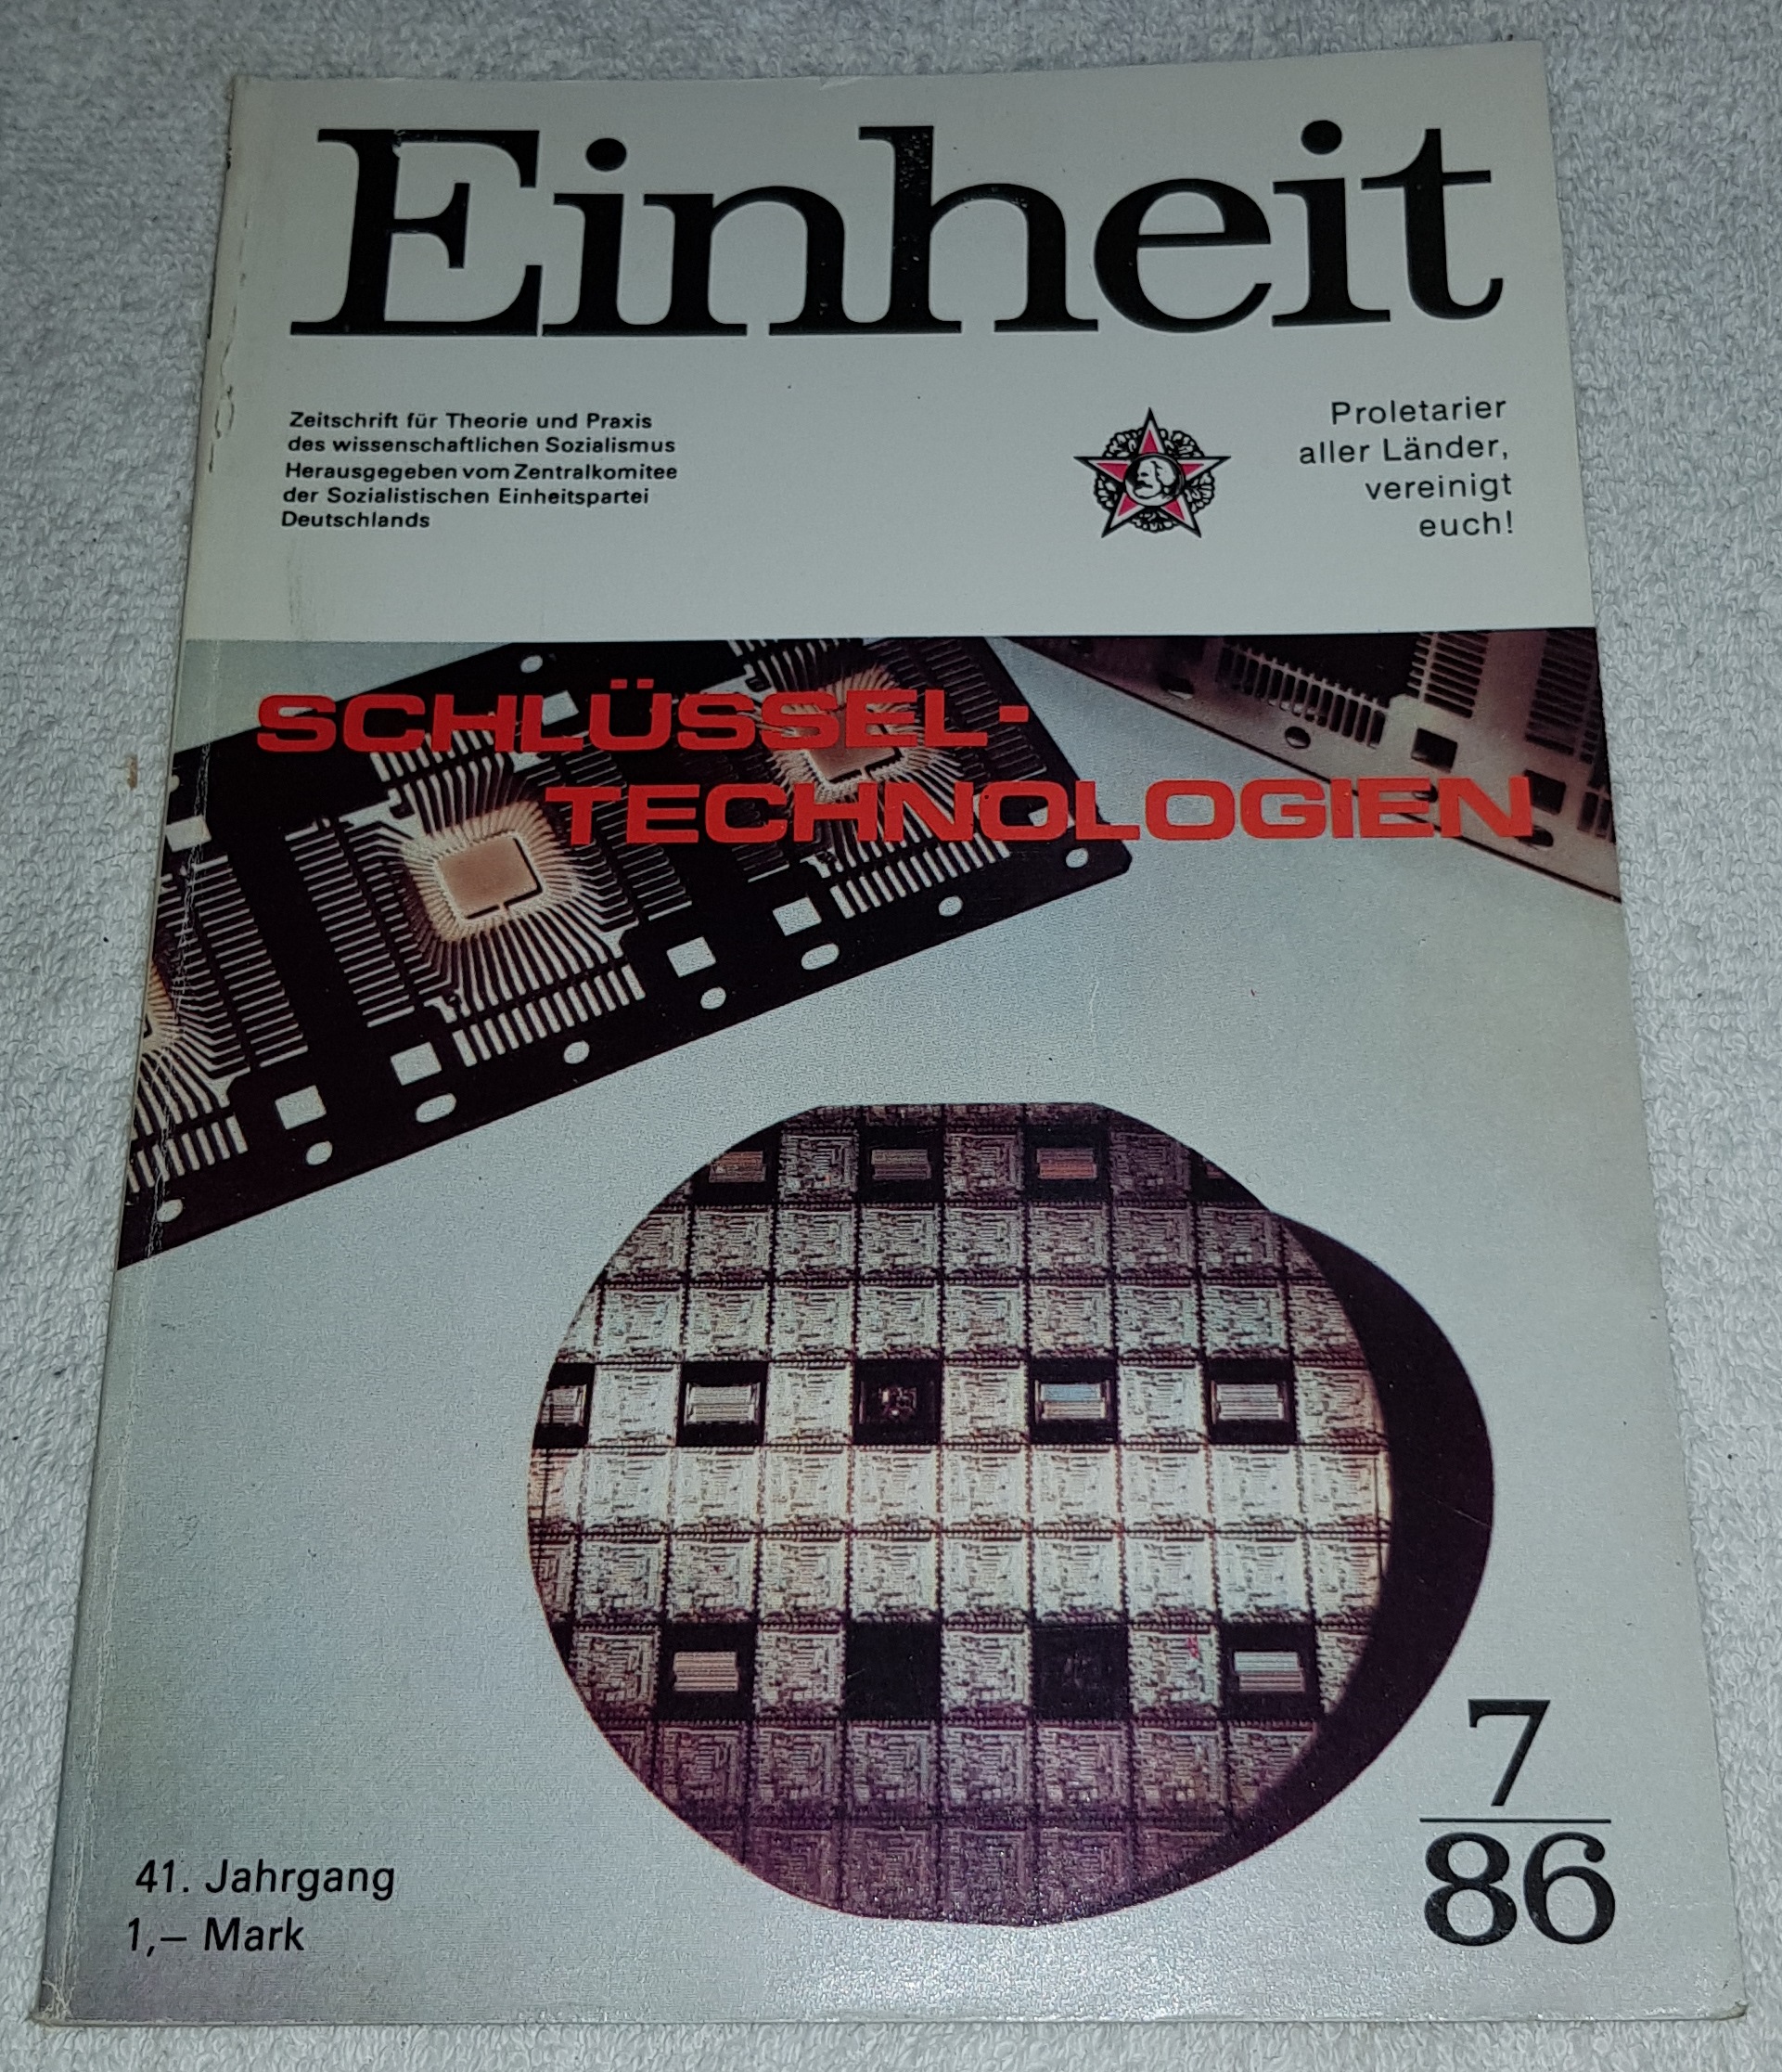 Einheit
Zeitschrift für Theorie und Praxis
des wissenschaftlichen Sozialismus
Herausgegeben vom Zentralkomitee
der Sozialistischen Einheitspartei
Deutschlands
Proletarier
aller Länder,
vereinigt
euch!
SCHLÜSSEL-
TECHNOLOGIEN
7
86
41. Jahrgang
1,– Mark